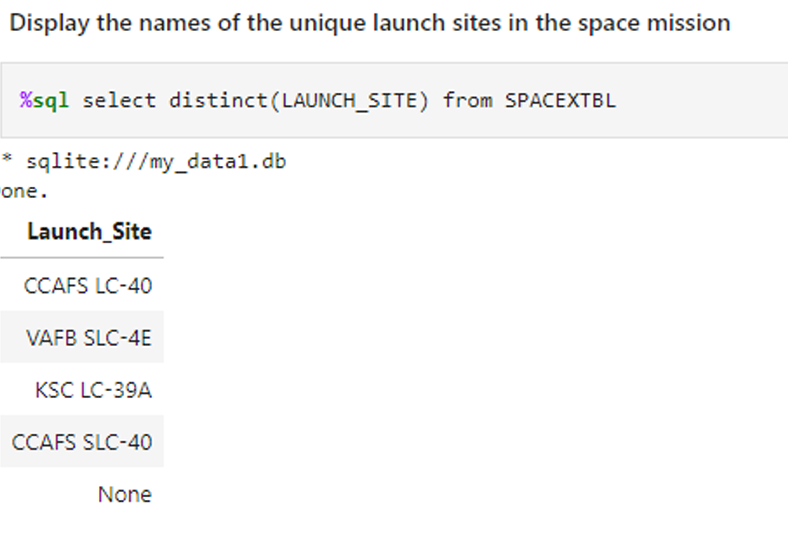 Display the names of the unique launch sites in the space mission
%sql select distinct(LAUNCH_SITE) from SPACEXTBL
* sqlite:///my_data1.db
one.
Launch_Site
CCAFS LC-40
VAFB SLC-4E
KSC LC-39A
CCAFS SLC-40
None